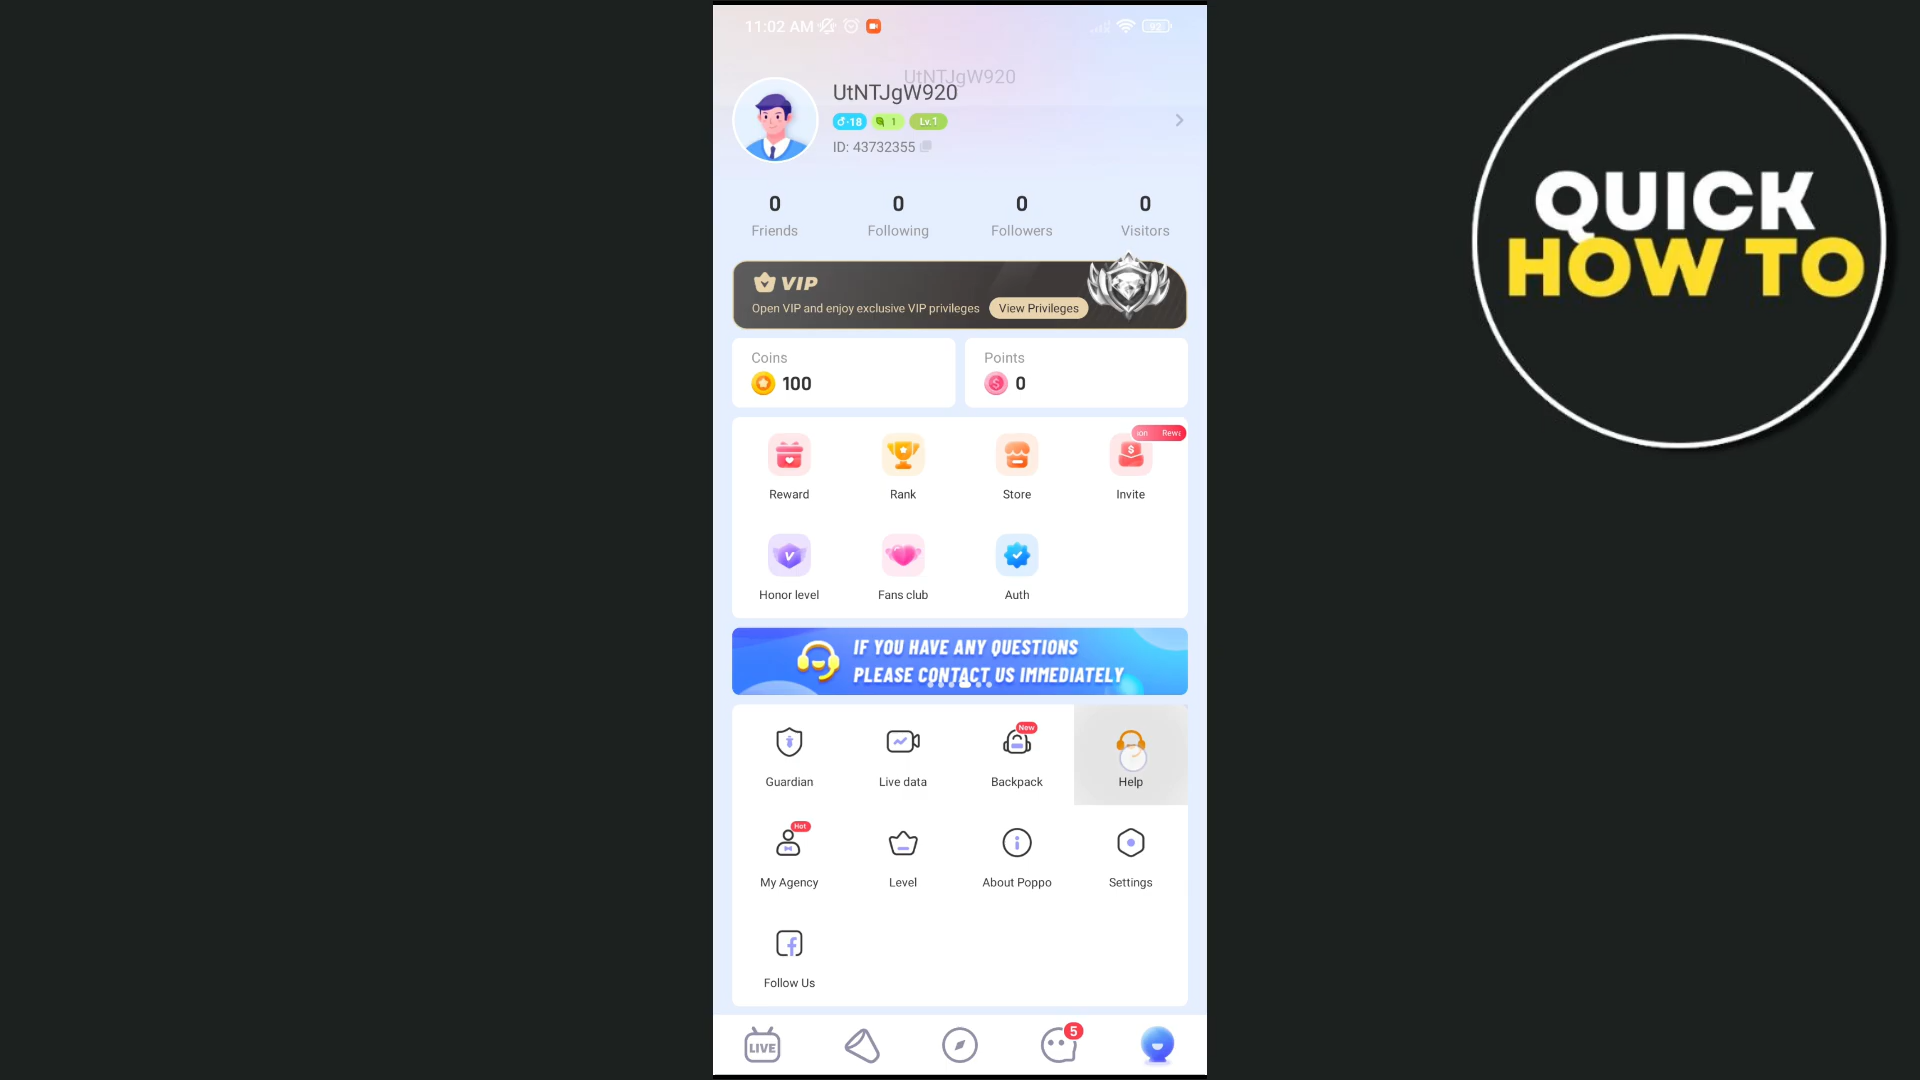 11:02 AM
92
UtNTJgW920
UtNTJgW920
18
1
Lv.1
ID: 43732355
0
0
0
0
Friends
Following
Followers
Visitors
VIP
Open VIP and enjoy exclusive VIP privileges
View Privileges
Coins
100
Points
0
Rewa
Reward
Rank
Store
Invite
Honor level
Fans club
Auth
IF YOU HAVE ANY QUESTIONS
PLEASE CONTACT US IMMEDIATELY
New
Guardian
Live data
Backpack
Help
Hot
My Agency
Level
About Poppo
Settings
Follow Us
LIVE
5
QUICK
HOW TO